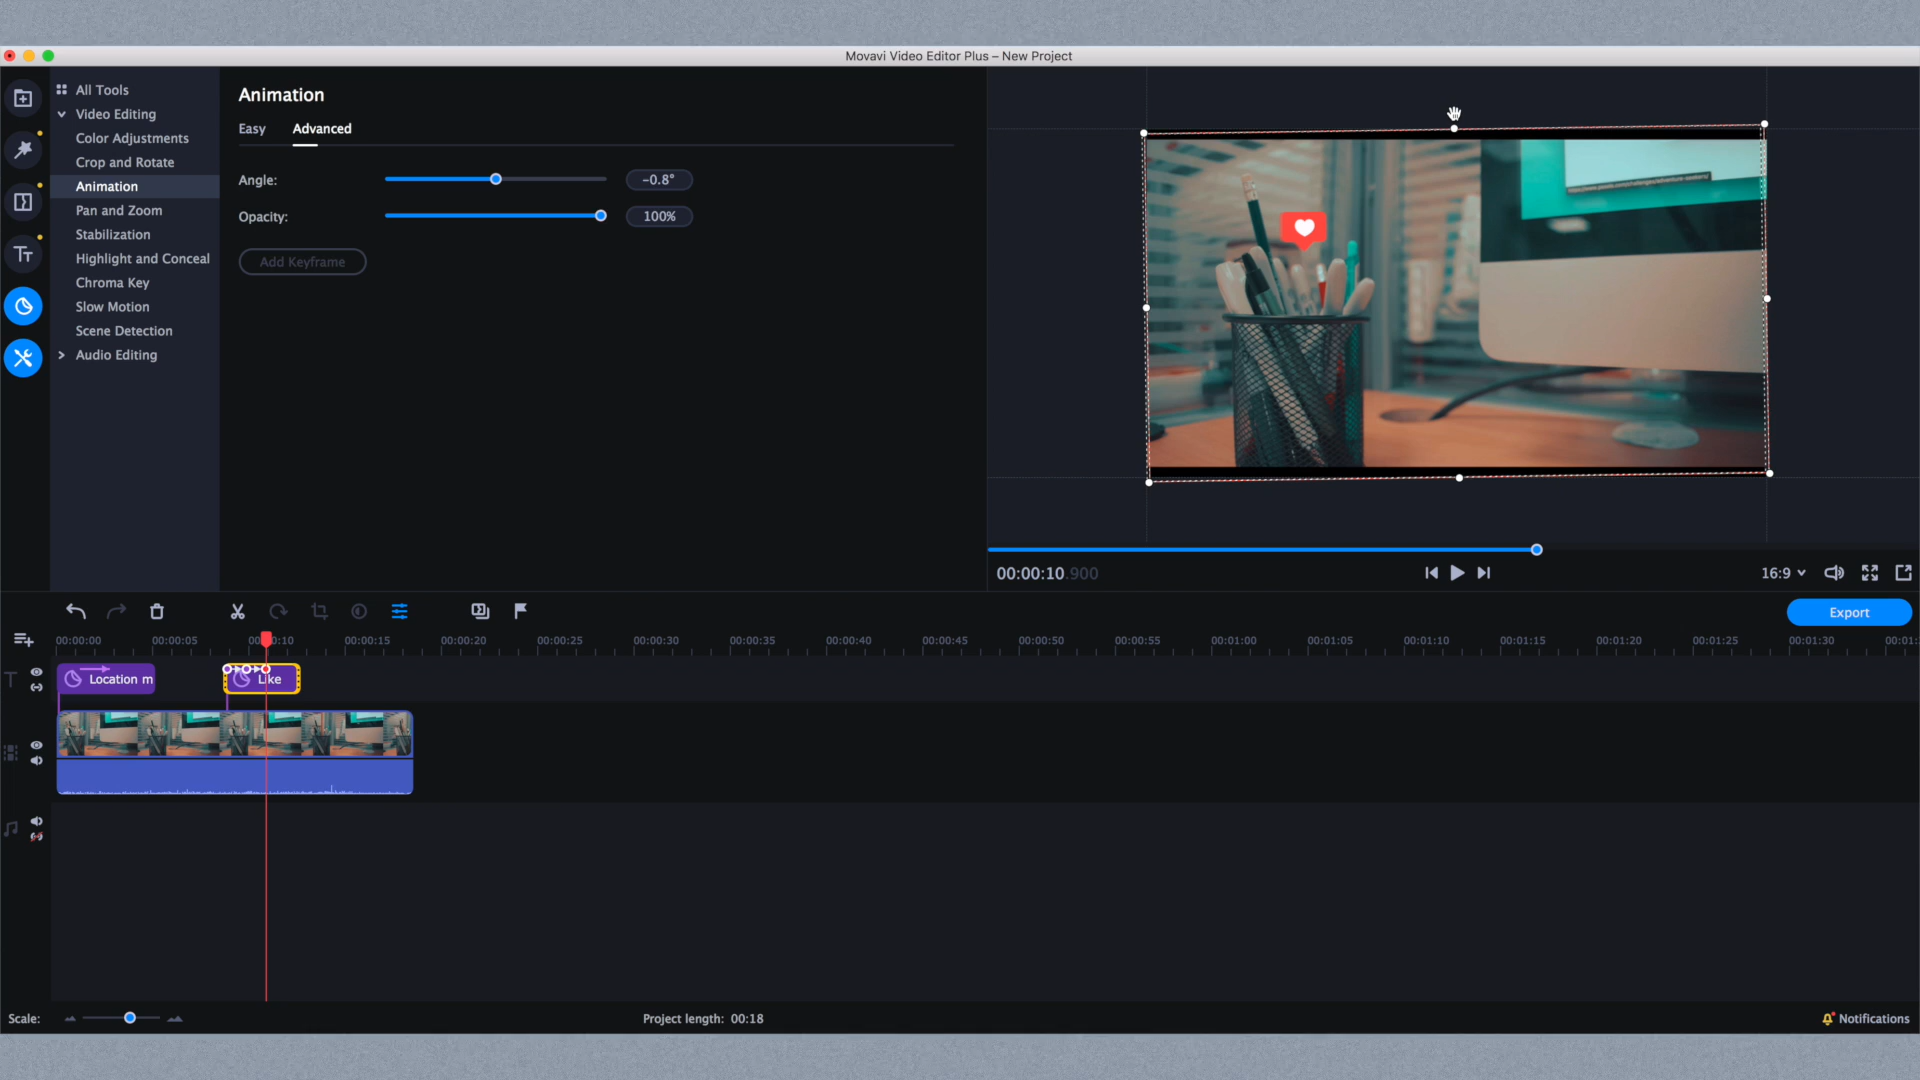 Movavi Video Editor Plus – New Project
All Tools
Video Editing
Color Adjustments
Crop and Rotate
Animation
Pan and Zoom
Stabilization
Highlight and Conceal
Chroma Key
Slow Motion
Scene Detection
Audio Editing
Animation
Easy Advanced
Angle: -0.8°
Opacity: 100%
Add Keyframe
00:00:10.900
16:9
Export
00:00:00 00:00:05 00:00:10 00:00:15 00:00:20 00:00:25 00:00:30 00:00:35 00:00:40 00:00:45 00:00:50 00:00:55 00:01:00 00:01:05 00:01:10 00:01:15 00:01:20 00:01:25 00:01:30
Location m Like
Scale: Project length: 00:18 Notifications